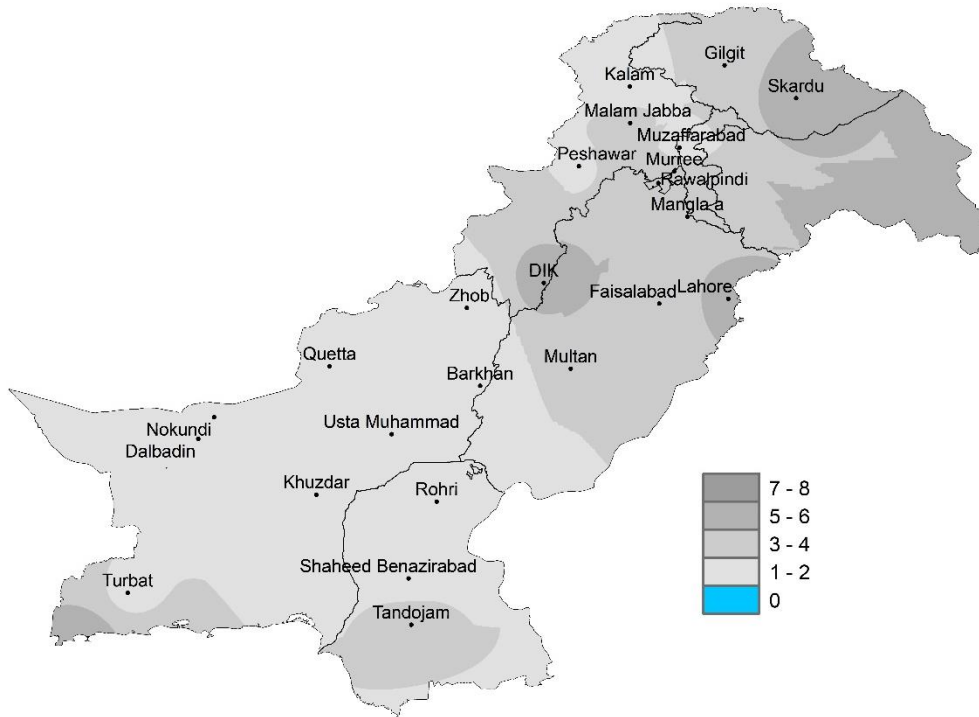 Gilgit
Kalam
Skardu
Malam Jabba
Muzaffarabad
Peshawar
Murree
Rawalpindi
Mangla a
DIK
Lahore
Zhob
Faisalabad
Quetta
Multan
Barkhan
Usta Muhammad
Nokundi
Dalbadin
Khuzdar
Rohri
7 - 8
5 - 6
3 - 4
1 - 2
0
Shaheed Benazirabad
Turbat
Tandojam